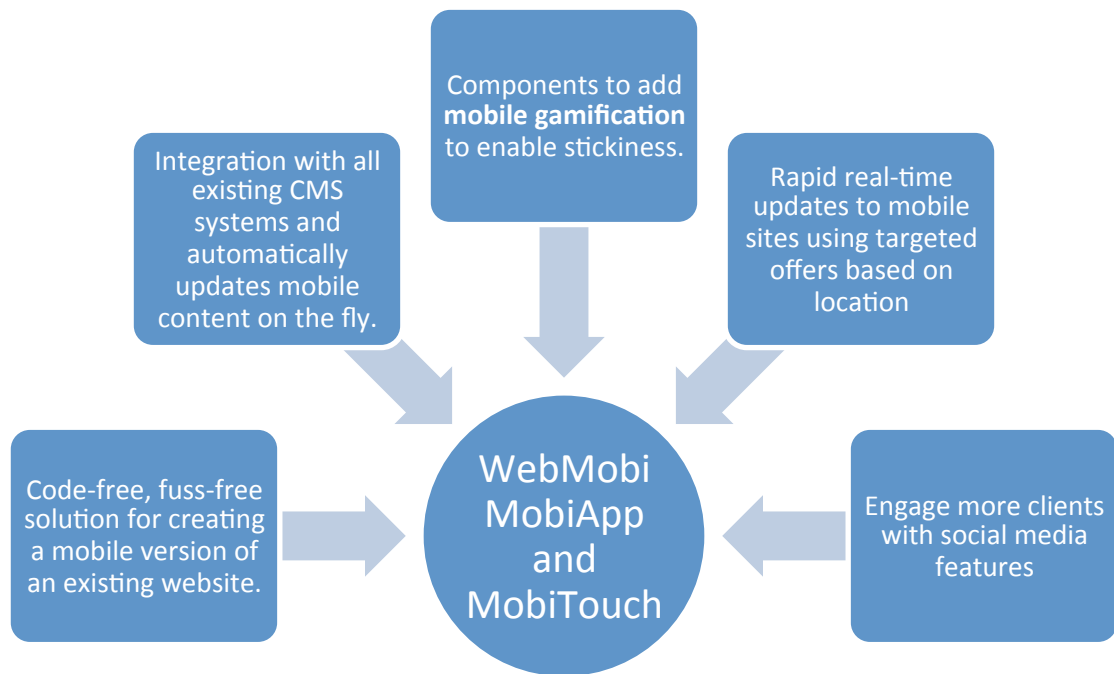 Components to add
mobile gamification
to enable stickiness.
Integration with all
existing CMS
systems and
automatically
updates mobile
content on the fly.
Rapid real-time
updates to mobile
sites using targeted
offers based on
location
Code-free, fuss-free
solution for creating
a mobile version of
an existing website.
WebMobi
MobiApp
and
MobiTouch
Engage more clients
with social media
features